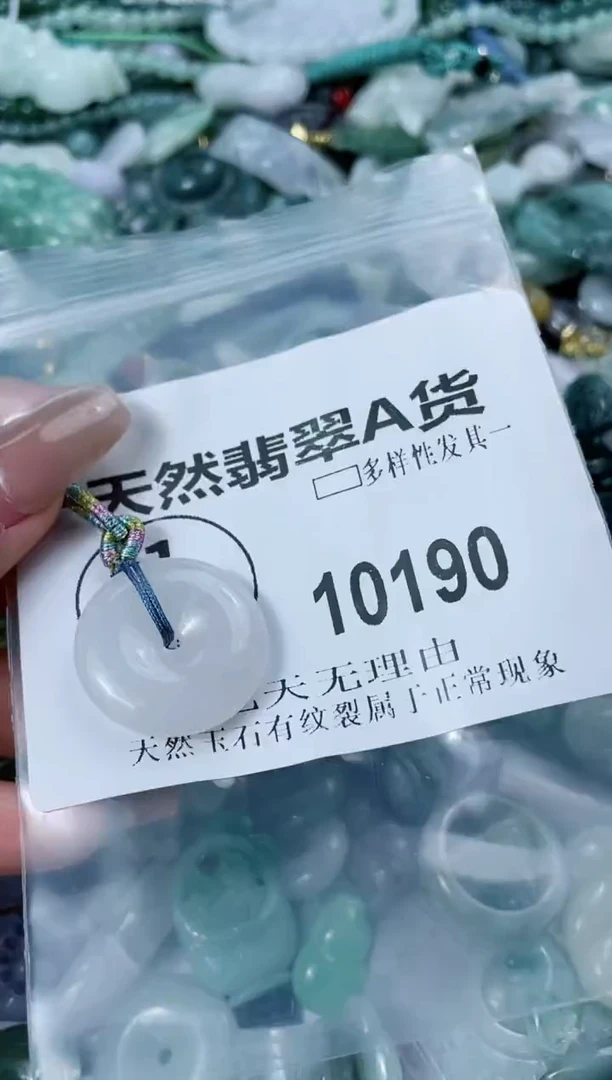 天然翡翠A货
多样性发其一
1
10190
天无理由
天然玉石有纹裂属于正常现象